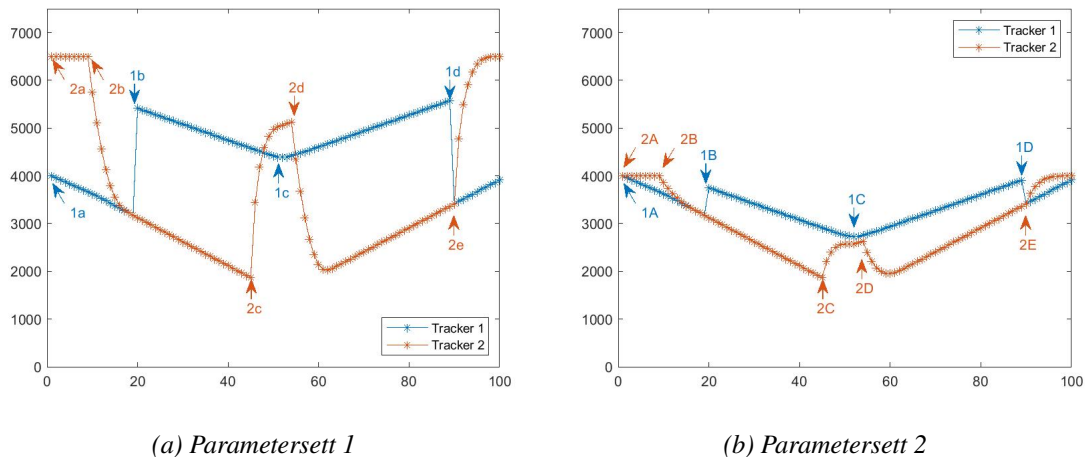 7000
6000
5000
4000
3000
2000
1000
0
0
20
40
60
80
100
2a
2b
1b
2d
1d
1a
1c
2c
2e
Tracker 1
Tracker 2
(a) Parametersett 1
7000
6000
5000
4000
3000
2000
1000
0
0
20
40
60
80
100
Tracker 1
Tracker 2
2A
2B
1B
1D
1A
1C
2C
2D
2E
(b) Parametersett 2